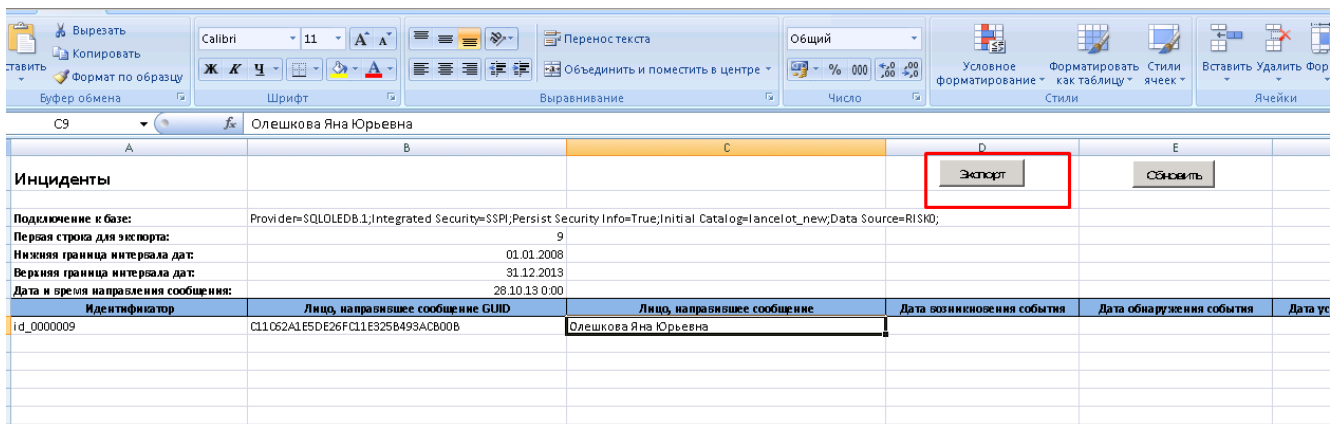 Вырезать
Копировать
тавить
Формат по образцу
Буфер обмена
Calibri 11
Ж К Ч
Шрифт
Перенос текста
Объединить и поместить в центре
Выравнивание
Общий
% 000
Число
Условное форматирование
Форматировать как таблицу
Стили ячеек
Стили
Вставить Удалить Фор
Ячейки
C9 fx Олешкова Яна Юрьевна
A B C D E
Инциденты Экспорт Обновить
Подключение к базе: Provider=SQLOLEDB.1;Integrated Security=SSPI;Persist Security Info=True;Initial Catalog=lancelot_new;Data Source=RISK0;
Первая строка для экспорта: 9
Нижняя граница интервала дат: 01.01.2008
Верхняя граница интервала дат: 31.12.2013
Дата и время направления сообщения: 28.10.13 0:00
Идентификатор Лицо, направившее сообщение GUID Лицо, направившее сообщение Дата возникновения события Дата обнаружения события Дата ус
id_0000009 C11C62A1E5DE26FC11E325B493ACB00B Олешкова Яна Юрьевна